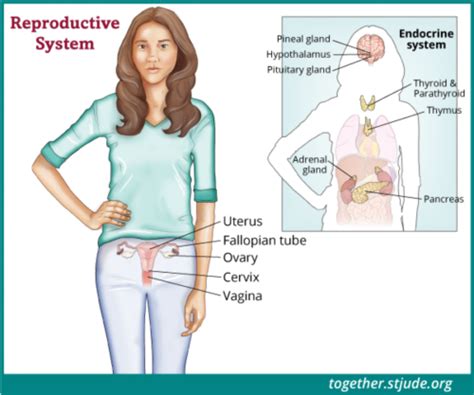 Reproductive
System
Uterus
Fallopian tube
Ovary
Cervix
Vagina
Endocrine
system
Pineal gland
Hypothalamus
Pituitary gland
Thyroid &
Parathyroid
Thymus
Adrenal
gland
Pancreas
together.stjude.org